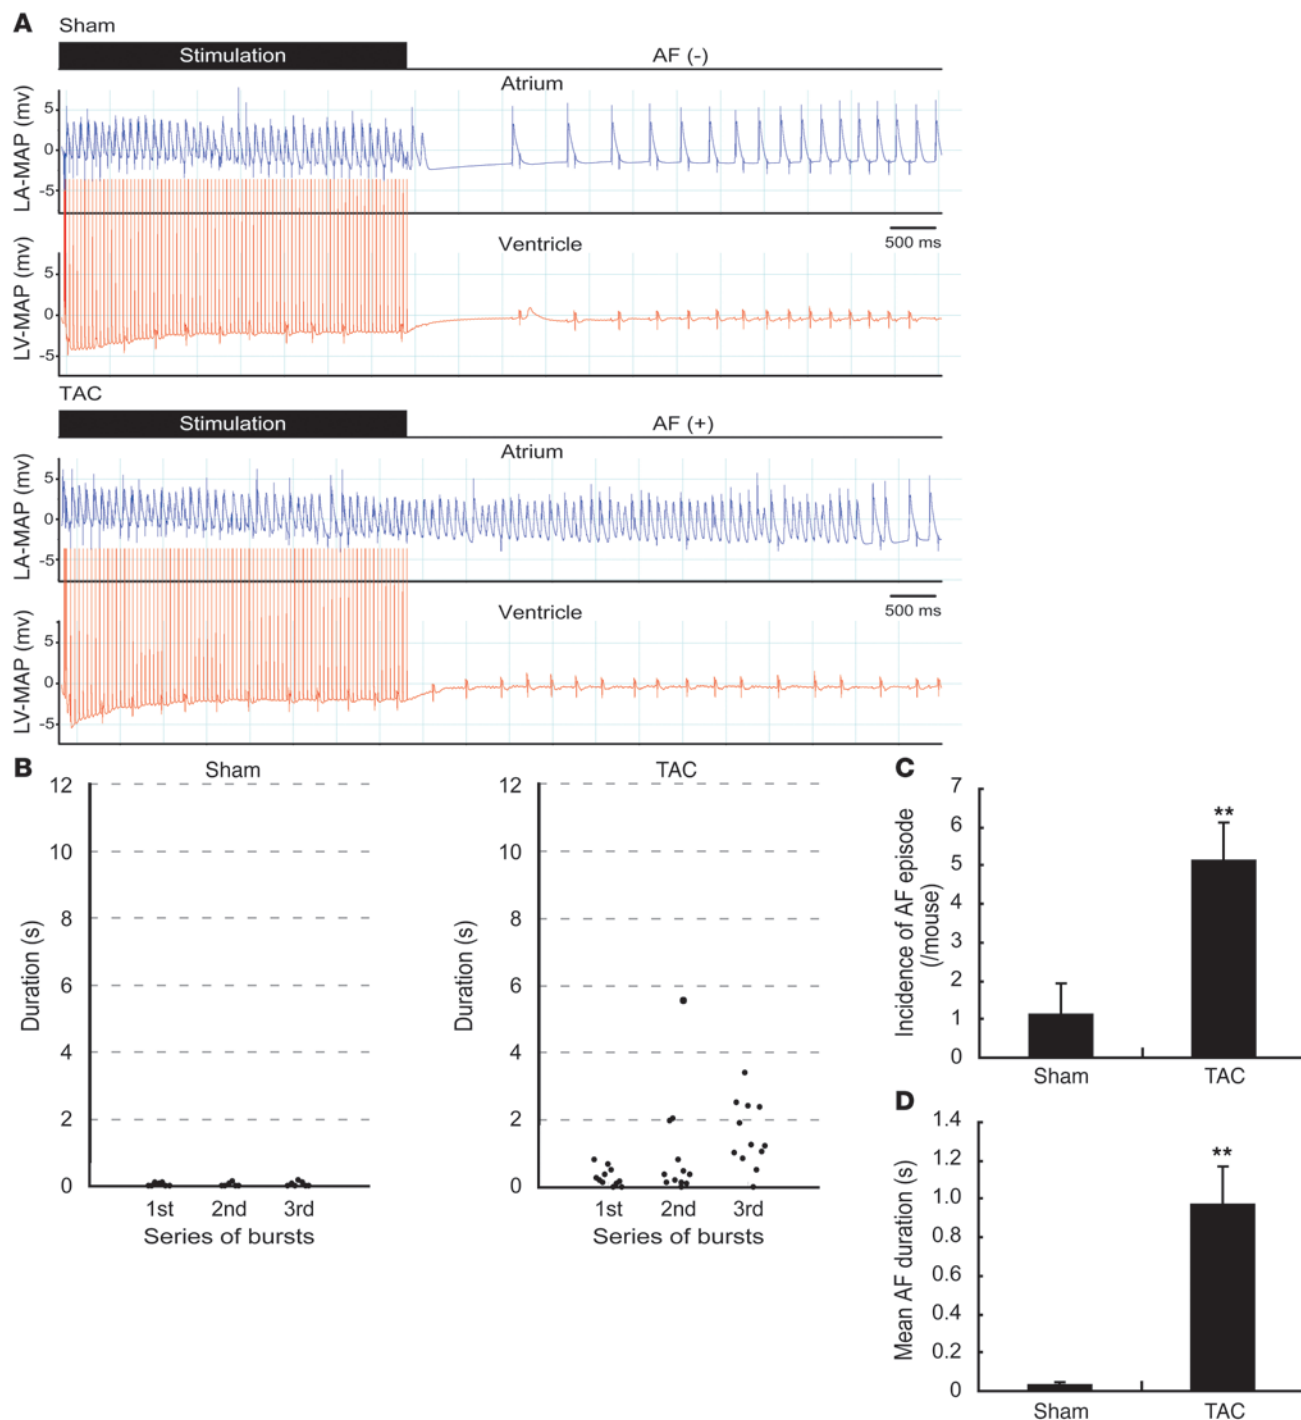 A
Sham
Stimulation
AF (-)
Atrium
LA-MAP (mv)
5
0
-5
500 ms
Ventricle
LV-MAP (mv)
5
0
-5
TAC
Stimulation
AF (+)
Atrium
LA-MAP (mv)
5
0
-5
500 ms
Ventricle
LV-MAP (mv)
5
0
-5
B
Sham
Duration (s)
12
10
8
6
4
2
0
1st 2nd 3rd
Series of bursts
TAC
Duration (s)
12
10
8
6
4
2
0
1st 2nd 3rd
Series of bursts
C
Incidence of AF episode
(/mouse)
7
6
5
4
3
2
1
0
**
Sham TAC
D
Mean AF duration (s)
1.4
1.2
1.0
0.8
0.6
0.4
0.2
0
**
Sham TAC